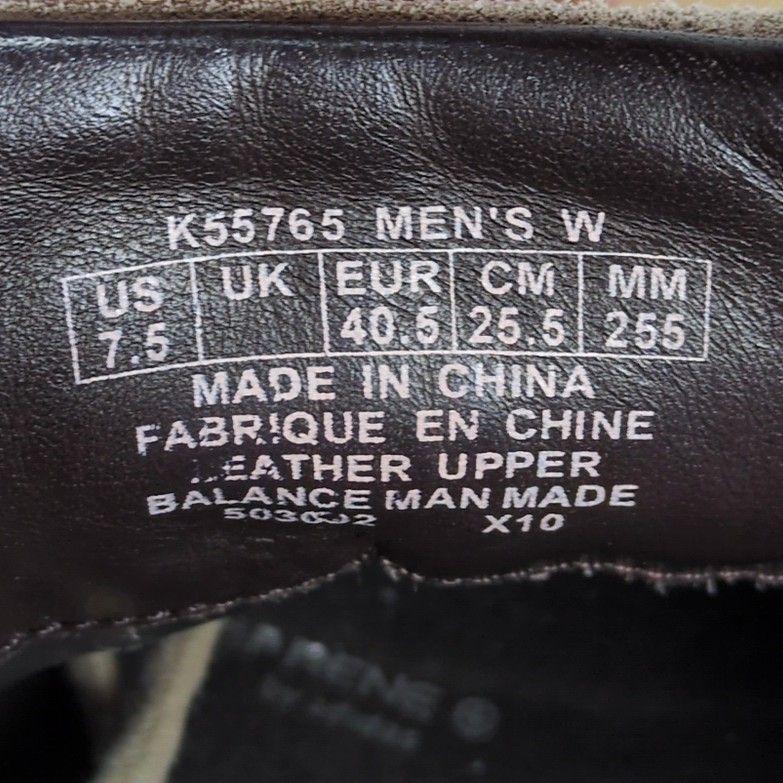 K55765 MEN'S W
US UK EUR CM MM
7.5 40.5 25.5 255
MADE IN CHINA
FABRIQUE EN CHINE
LEATHER UPPER
BALANCE MAN MADE
X10